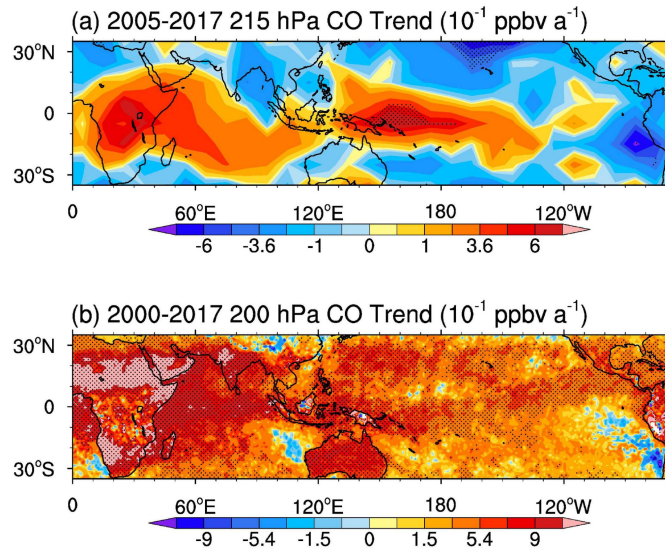 (a) 2005-2017 215 hPa CO Trend (10⁻¹ ppbv a⁻¹)
30°N
0
30°S
0 60°E 120°E 180 120°W
-6 -3.6 -1 0 1 3.6 6
(b) 2000-2017 200 hPa CO Trend (10⁻¹ ppbv a⁻¹)
30°N
0
30°S
0 60°E 120°E 180 120°W
-9 -5.4 -1.5 0 1.5 5.4 9